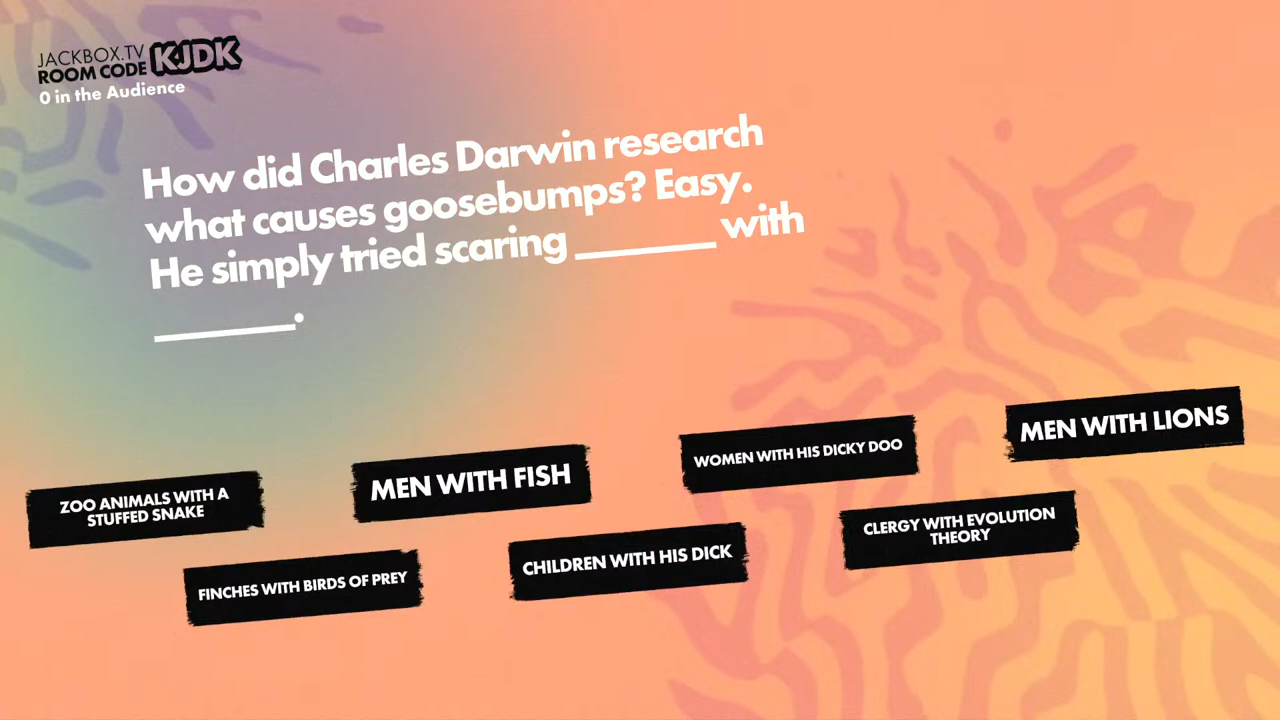 JACKBOX.TV
ROOM CODE KJDK
0 in the Audience
How did Charles Darwin research
what causes goosebumps? Easy.
He simply tried scaring _______ with
_______.
ZOO ANIMALS WITH A
STUFFED SNAKE
MEN WITH FISH
WOMEN WITH HIS DICKY DOO
MEN WITH LIONS
FINCHES WITH BIRDS OF PREY
CHILDREN WITH HIS DICK
CLERGY WITH EVOLUTION
THEORY